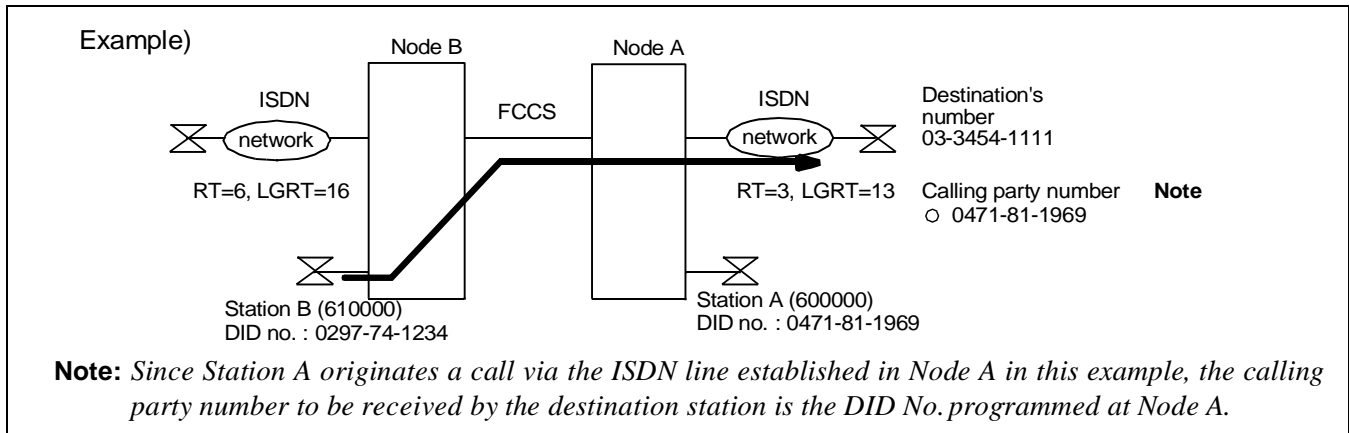 Example)
Node B
Node A
ISDN
network
FCCS
ISDN
network
Destination's
number
03-3454-1111
RT=6, LGRT=16
RT=3, LGRT=13
Calling party number Note
0471-81-1969
Station B (610000)
DID no. : 0297-74-1234
Station A (600000)
DID no. : 0471-81-1969
Note: Since Station A originates a call via the ISDN line established in Node A in this example, the calling
party number to be received by the destination station is the DID No. programmed at Node A.